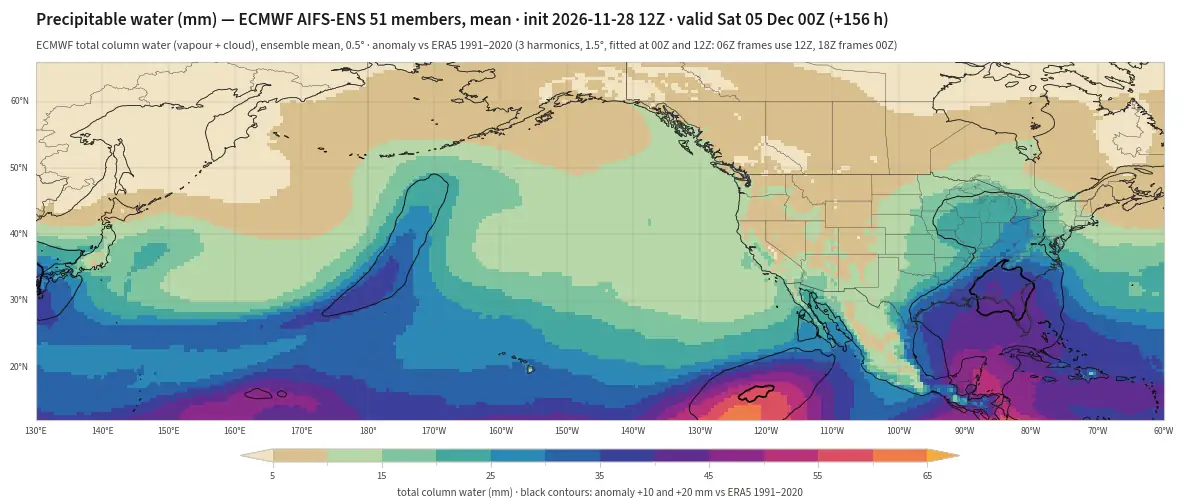 Precipitable water (mm) — ECMWF AIFS-ENS 51 members, mean · init 2026-11-28 12Z · valid Sat 05 Dec 00Z (+156 h)
ECMWF total column water (vapour + cloud), ensemble mean, 0.5° · anomaly vs ERA5 1991–2020 (3 harmonics, 1.5°, fitted at 00Z and 12Z: 06Z frames use 12Z, 18Z frames 00Z)
60°N
50°N
40°N
30°N
20°N
130°E 140°E 150°E 160°E 170°E 180° 170°W 160°W 150°W 140°W 130°W 120°W 110°W 100°W 90°W 80°W 70°W 60°W
5 15 25 35 45 55 65
total column water (mm) · black contours: anomaly +10 and +20 mm vs ERA5 1991–2020